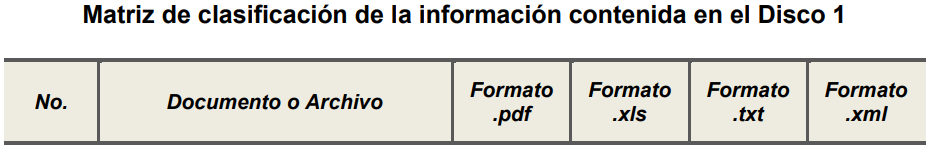 Matriz de clasificación de la información contenida en el Disco 1
No. Documento o Archivo Formato .pdf Formato .xls Formato .txt Formato .xml